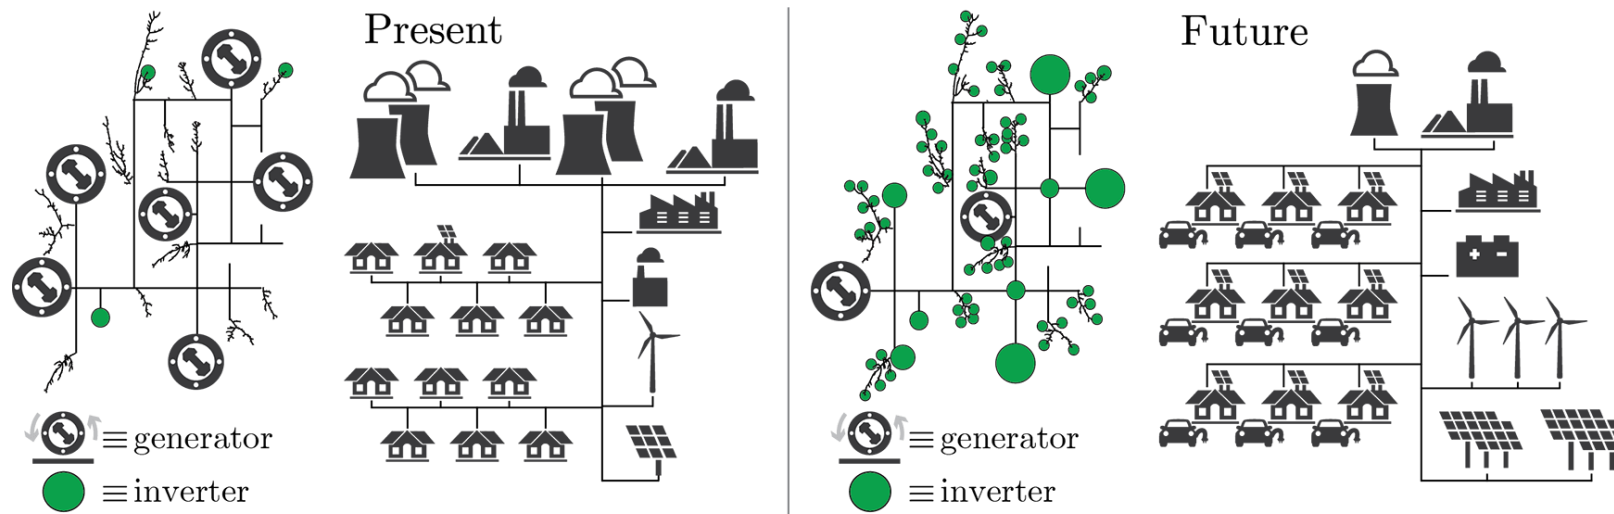 Present
≡ generator
≡ inverter
Future
≡ generator
≡ inverter
+ -